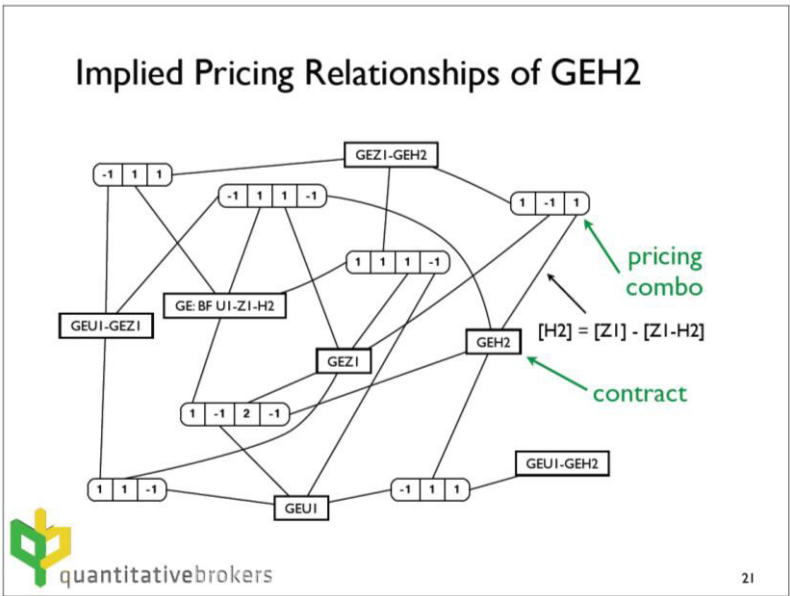 Implied Pricing Relationships of GEH2
GEZ1-GEH2
-1 1 1
-1 1 1 -1
1 -1 1
pricing
combo
1 1 1 -1
GE: BF U1-Z1-H2
GEU1-GEZ1
[H2] = [Z1] - [Z1-H2]
GEH2
GEZ1
contract
1 -1 2 -1
GEU1-GEH2
1 1 -1
-1 1 1
GEU1
quantitativebrokers
21